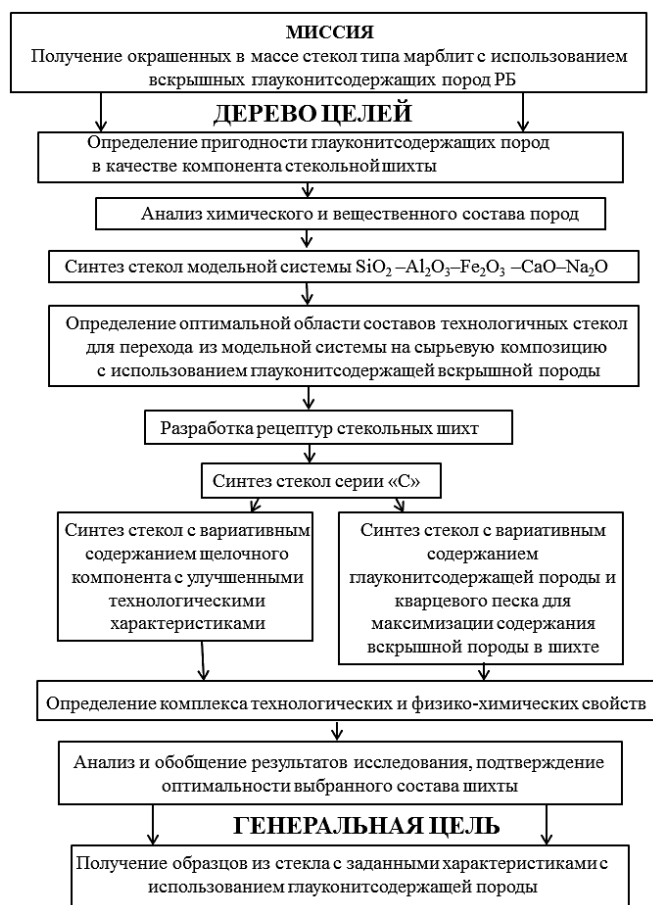 МИССИЯ
Получение окрашенных в массе стекол типа марблит с использованием
вскрышных глауконитсодержащих пород РБ
ДЕРЕВО ЦЕЛЕЙ
Определение пригодности глауконитсодержащих пород
в качестве компонента стекольной шихты
Анализ химического и вещественного состава пород
Синтез стекол модельной системы SiO₂ –Al₂O₃–Fe₂O₃ –CaO–Na₂O
Определение оптимальной области составов технологичных стекол
для перехода из модельной системы на сырьевую композицию
с использованием глауконитсодержащей вскрышной породы
Разработка рецептур стекольных шихт
Синтез стекол серии «С»
Синтез стекол с вариативным
содержанием щелочного
компонента с улучшенными
технологическими
характеристиками
Синтез стекол с вариативным
содержанием
глауконитсодержащей породы и
кварцевого песка для
максимизации содержания
вскрышной породы в шихте
Определение комплекса технологических и физико-химических свойств
Анализ и обобщение результатов исследования, подтверждение
оптимальности выбранного состава шихты
ГЕНЕРАЛЬНАЯ ЦЕЛЬ
Получение образцов из стекла с заданными характеристиками с
использованием глауконитсодержащей породы